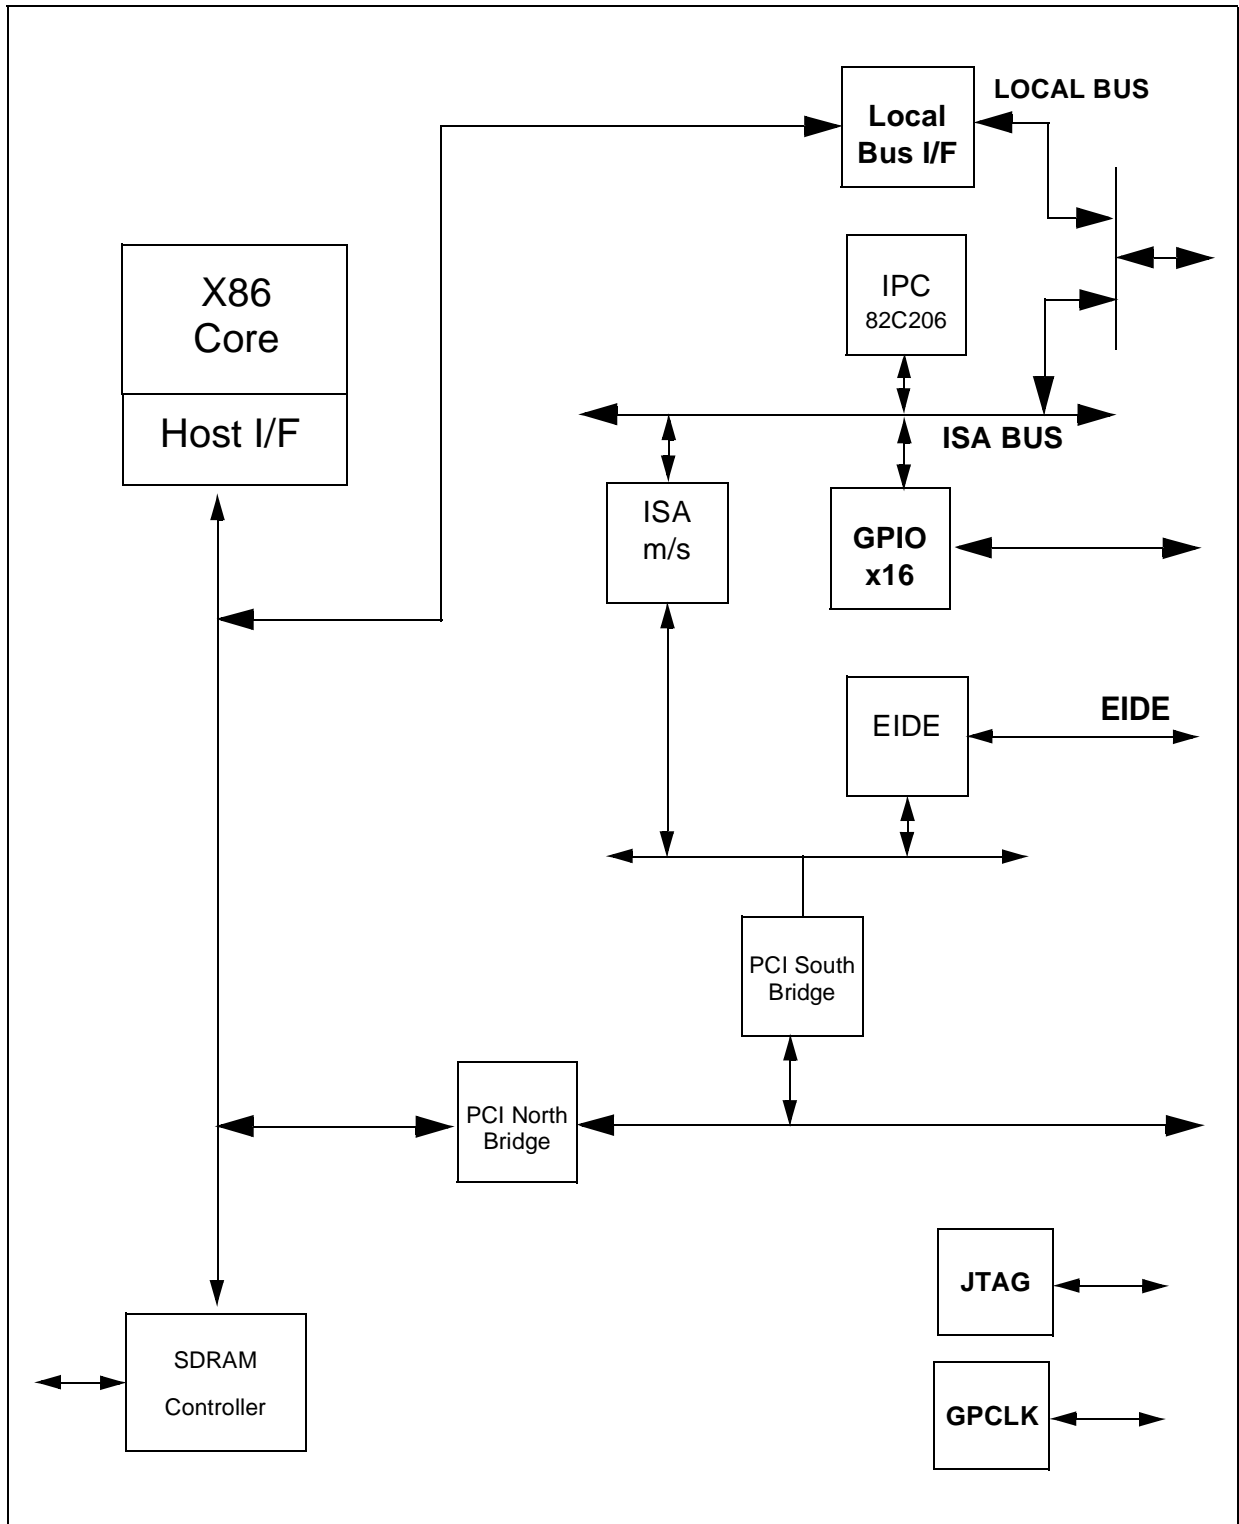 LOCAL BUS
Local
Bus I/F
X86
Core
Host I/F
IPC
82C206
ISA BUS
ISA
m/s
GPIO
x16
EIDE
EIDE
PCI South
Bridge
PCI North
Bridge
JTAG
SDRAM
Controller
GPCLK